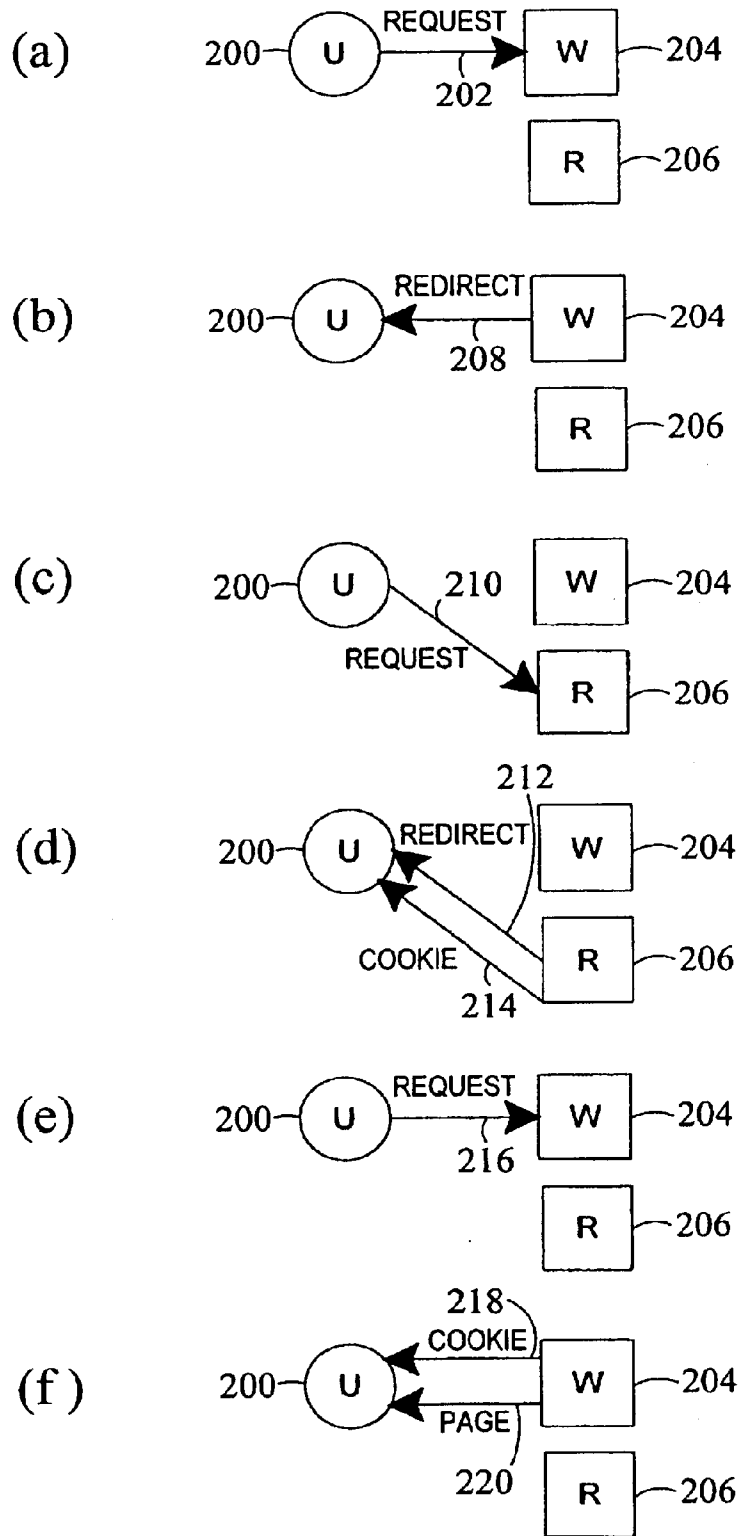 (a)
REQUEST
200 U W 204
202
R 206
(b)
REDIRECT
200 U W 204
208
R 206
(c)
200 U 210 W 204
REQUEST
R 206
(d)
212
200 U REDIRECT W 204
COOKIE R 206
214
(e)
REQUEST
200 U W 204
216
R 206
(f)
218
COOKIE
200 U W 204
PAGE
220
R 206